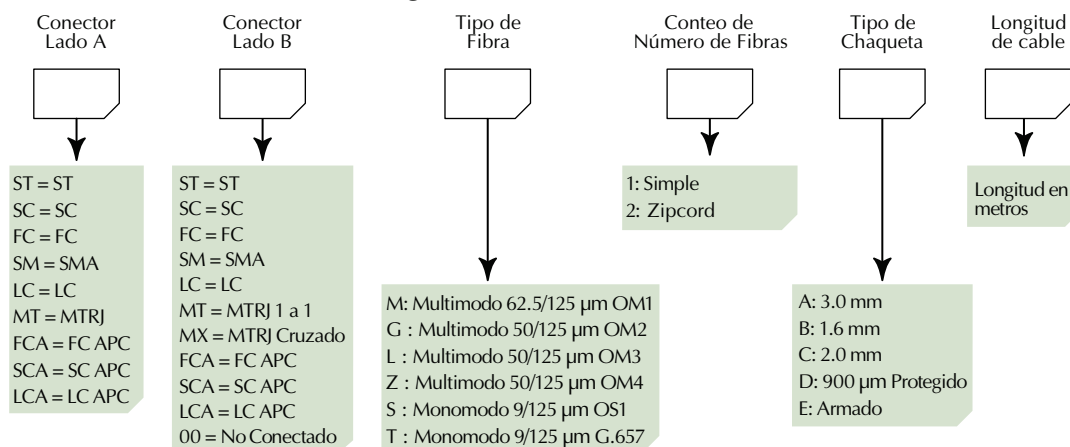 Conector
Lado A
Conector
Lado B
Tipo de
Fibra
Conteo de
Número de Fibras
Tipo de
Chaqueta
Longitud
de cable
ST = ST
SC = SC
FC = FC
SM = SMA
LC = LC
MT = MTRJ
FCA = FC APC
SCA = SC APC
LCA = LC APC
ST = ST
SC = SC
FC = FC
SM = SMA
LC = LC
MT = MTRJ 1 a 1
MX = MTRJ Cruzado
FCA = FC APC
SCA = SC APC
LCA = LC APC
00 = No Conectado
M: Multimodo 62.5/125 µm OM1
G : Multimodo 50/125 µm OM2
L : Multimodo 50/125 µm OM3
Z : Multimodo 50/125 µm OM4
S : Monomodo 9/125 µm OS1
T : Monomodo 9/125 µm G.657
1: Simple
2: Zipcord
A: 3.0 mm
B: 1.6 mm
C: 2.0 mm
D: 900 µm Protegido
E: Armado
Longitud en
metros